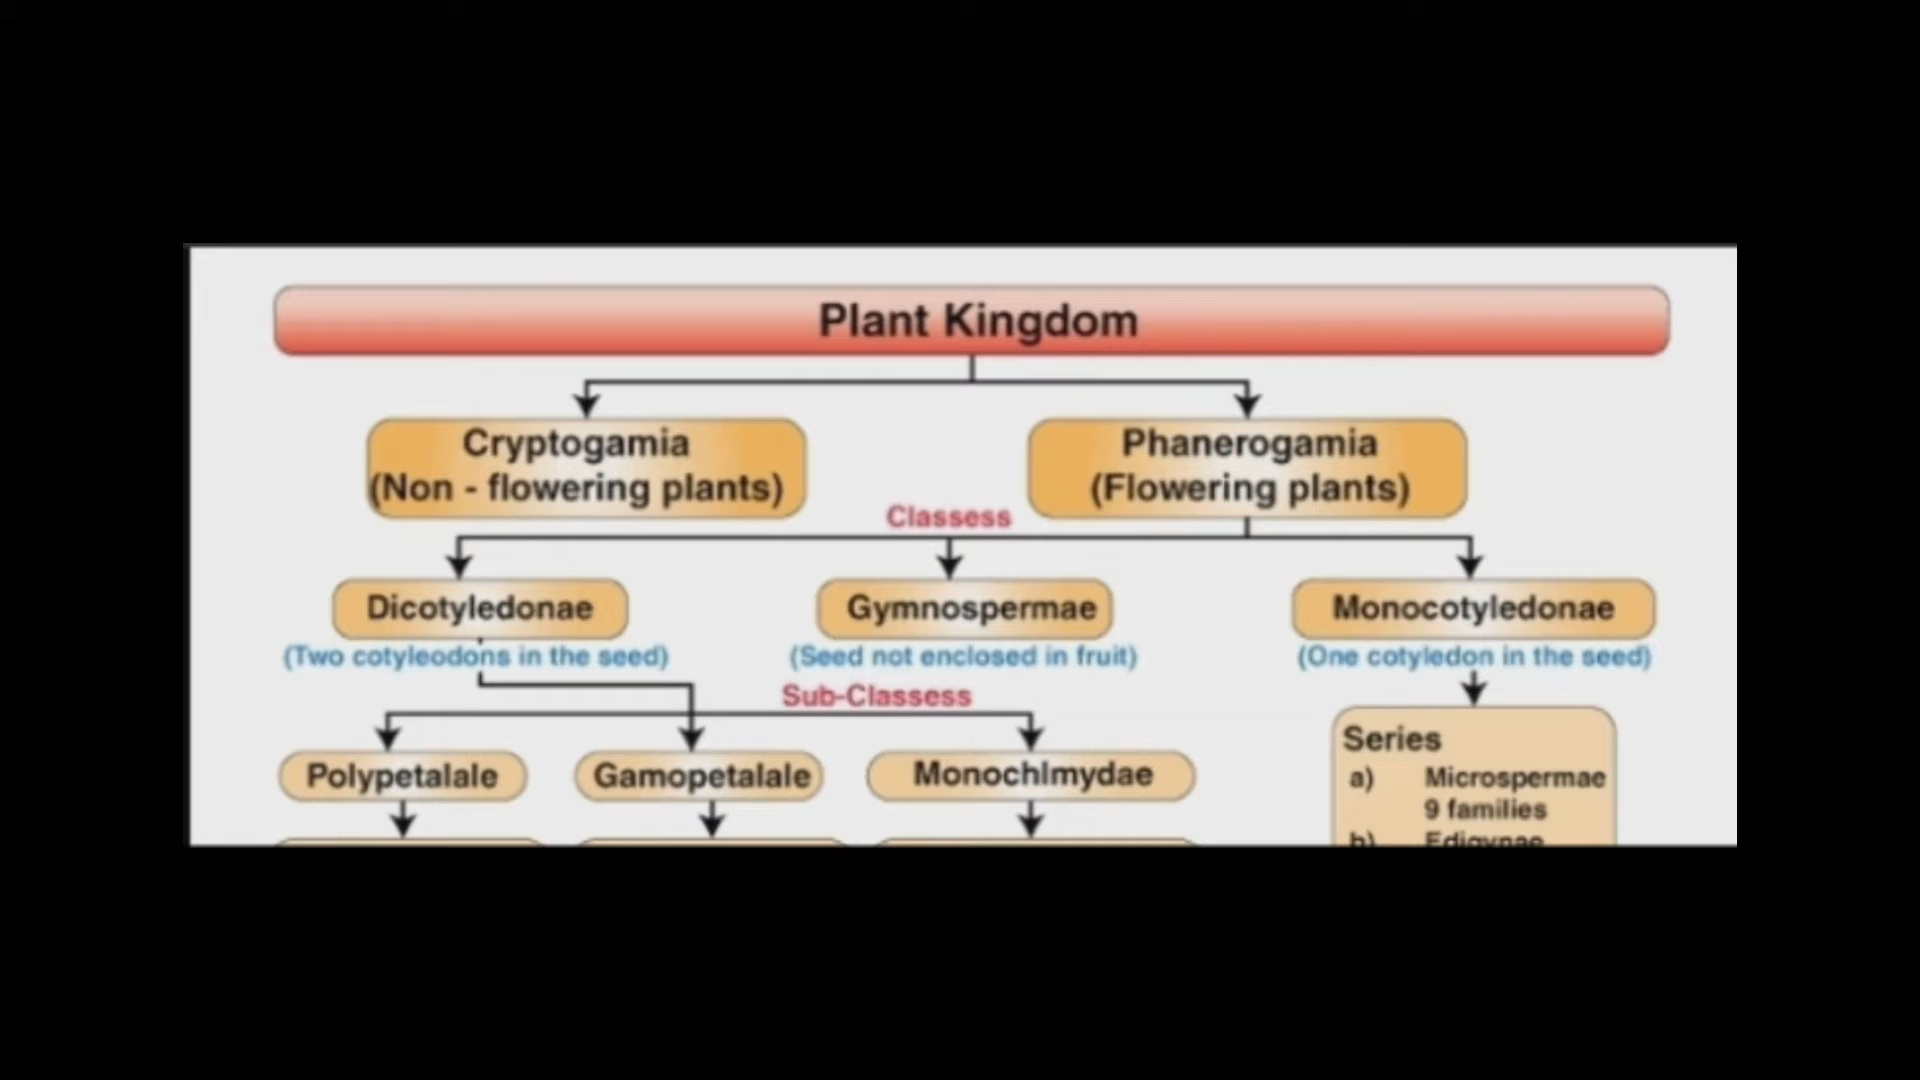 Plant Kingdom
Cryptogamia
(Non - flowering plants)
Phanerogamia
(Flowering plants)
Classess
Dicotyledonae
Gymnospermae
Monocotyledonae
(Two cotyleodons in the seed)
(Seed not enclosed in fruit)
(One cotyledon in the seed)
Sub-Classess
Polypetalale
Gamopetalale
Monochlmydae
Series
a) Microspermae
9 families
b) Edigynae